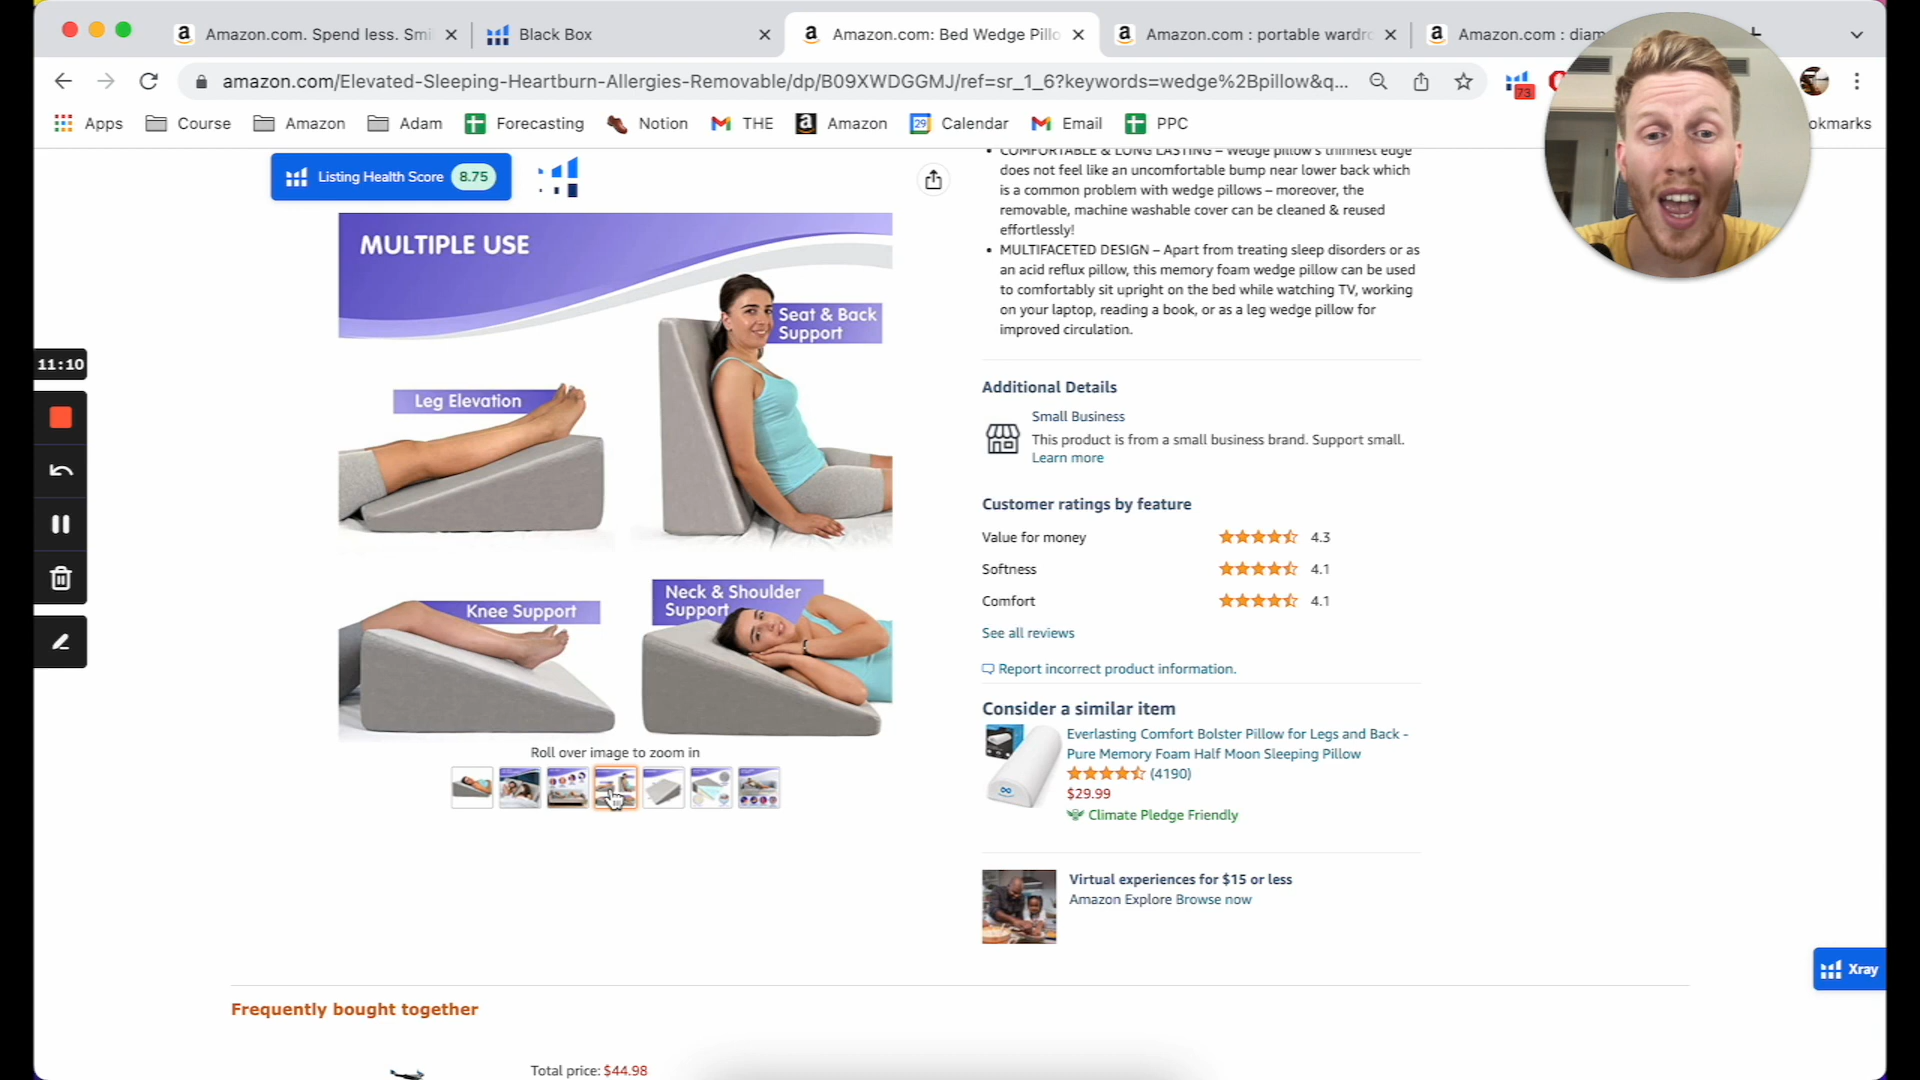 Amazon.com. Spend less. Smi
Black Box
Amazon.com: Bed Wedge Pillo
Amazon.com : portable wardr
Amazon.com : diam
amazon.com/Elevated-Sleeping-Heartburn-Allergies-Removable/dp/B09XWDGGMJ/ref=sr_1_6?keywords=wedge%2Bpillow&q...
73
Apps
Course
Amazon
Adam
Forecasting
Notion
THE
Amazon
Calendar
Email
PPC
okmarks
Listing Health Score 8.75
MULTIPLE USE
Seat & Back
Support
Leg Elevation
Knee Support
Neck & Shoulder
Support
Roll over image to zoom in
11:10
• COMFORTABLE & LONG LASTING – Wedge pillow's thinnest edge
does not feel like an uncomfortable bump near lower back which
is a common problem with wedge pillows – moreover, the
removable, machine washable cover can be cleaned & reused
effortlessly!
• MULTIFACETED DESIGN – Apart from treating sleep disorders or as
an acid reflux pillow, this memory foam wedge pillow can be used
to comfortably sit upright on the bed while watching TV, working
on your laptop, reading a book, or as a leg wedge pillow for
improved circulation.
Additional Details
Small Business
This product is from a small business brand. Support small.
Learn more
Customer ratings by feature
Value for money 4.3
Softness 4.1
Comfort 4.1
See all reviews
Report incorrect product information.
Consider a similar item
Everlasting Comfort Bolster Pillow for Legs and Back -
Pure Memory Foam Half Moon Sleeping Pillow
(4190)
$29.99
Climate Pledge Friendly
Virtual experiences for $15 or less
Amazon Explore Browse now
Xray
Frequently bought together
Total price: $44.98